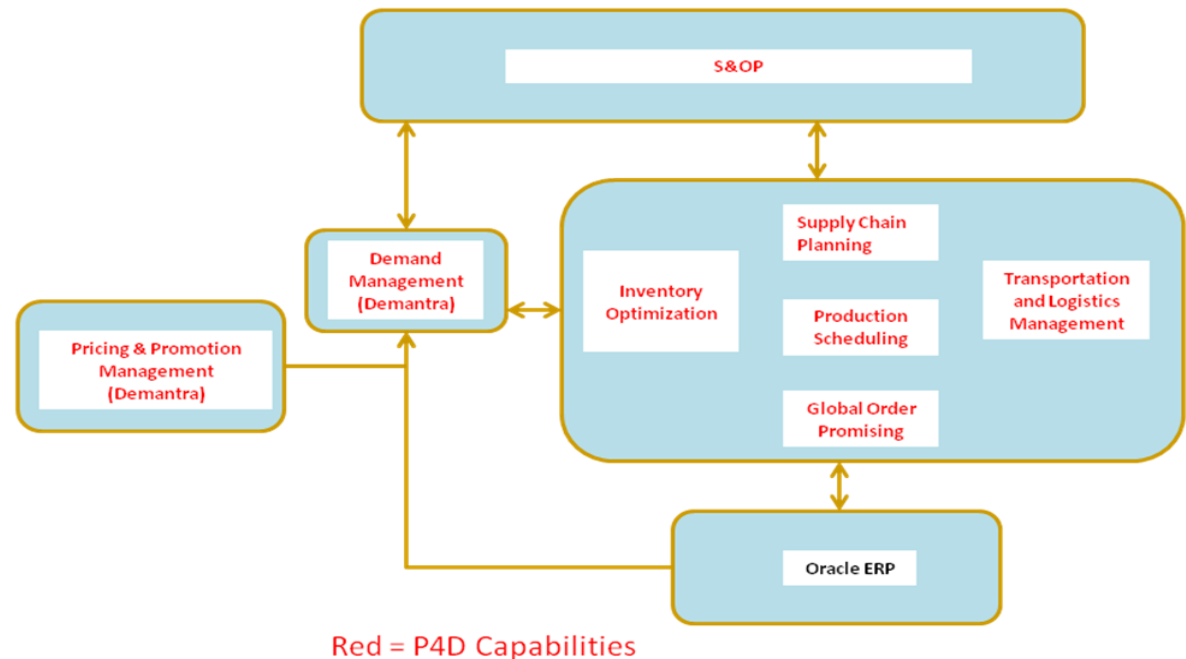 S&OP
Demand
Management
(Demantra)
Pricing & Promotion
Management
(Demantra)
Inventory
Optimization
Supply Chain
Planning
Production
Scheduling
Global Order
Promising
Transportation
and Logistics
Management
Oracle ERP
Red = P4D Capabilities